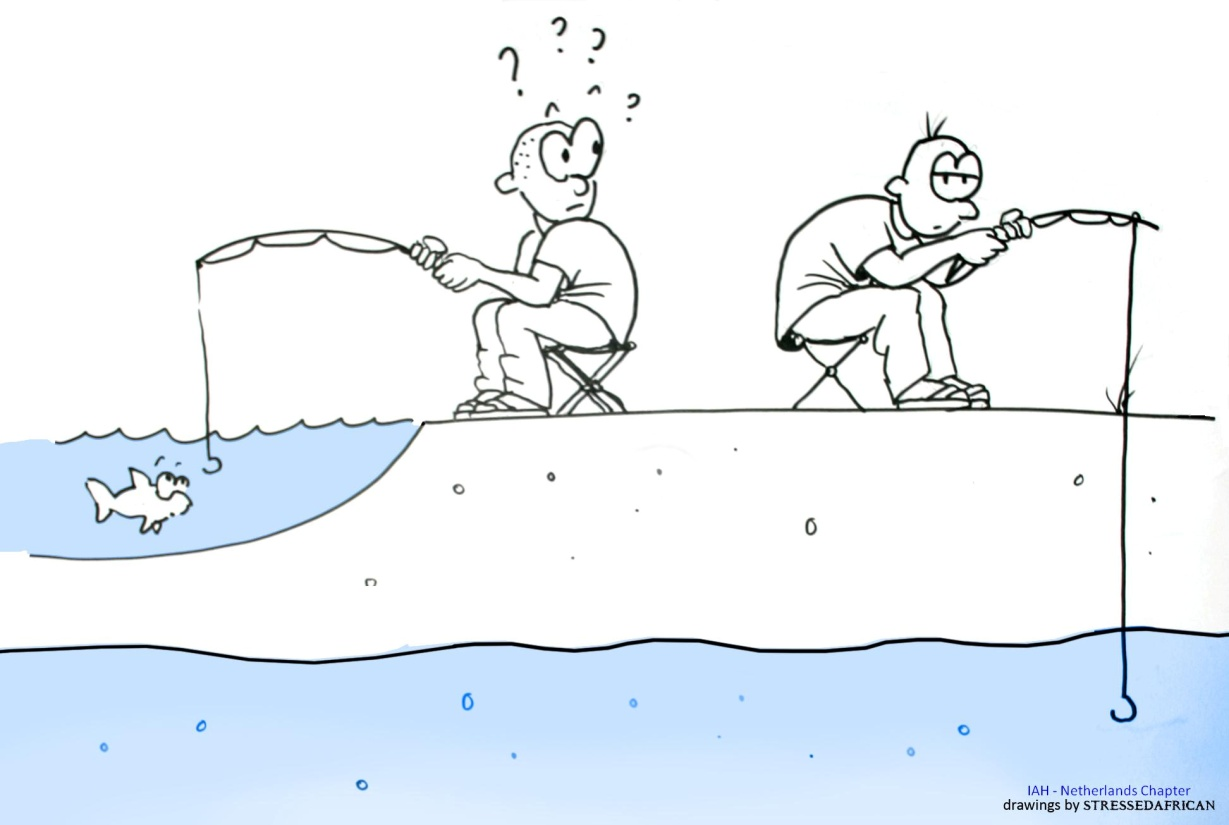 ? ? ? ?
IAH - Netherlands Chapter
drawings by STRESSEDAFRICAN